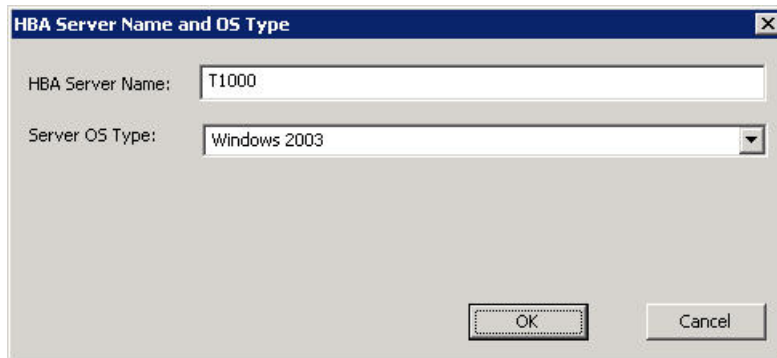 HBA Server Name and OS Type
HBA Server Name: T1000
Server OS Type: Windows 2003
OK Cancel